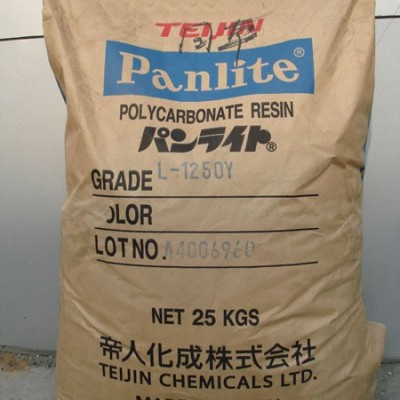 TEIJIN
Panlite®
POLYCARBONATE RESIN
パンライト®
GRADE L-1250Y
OLOR
LOT NO. A4006960
NET 25 KGS
帝人化成株式会社
TEIJIN CHEMICALS LTD.